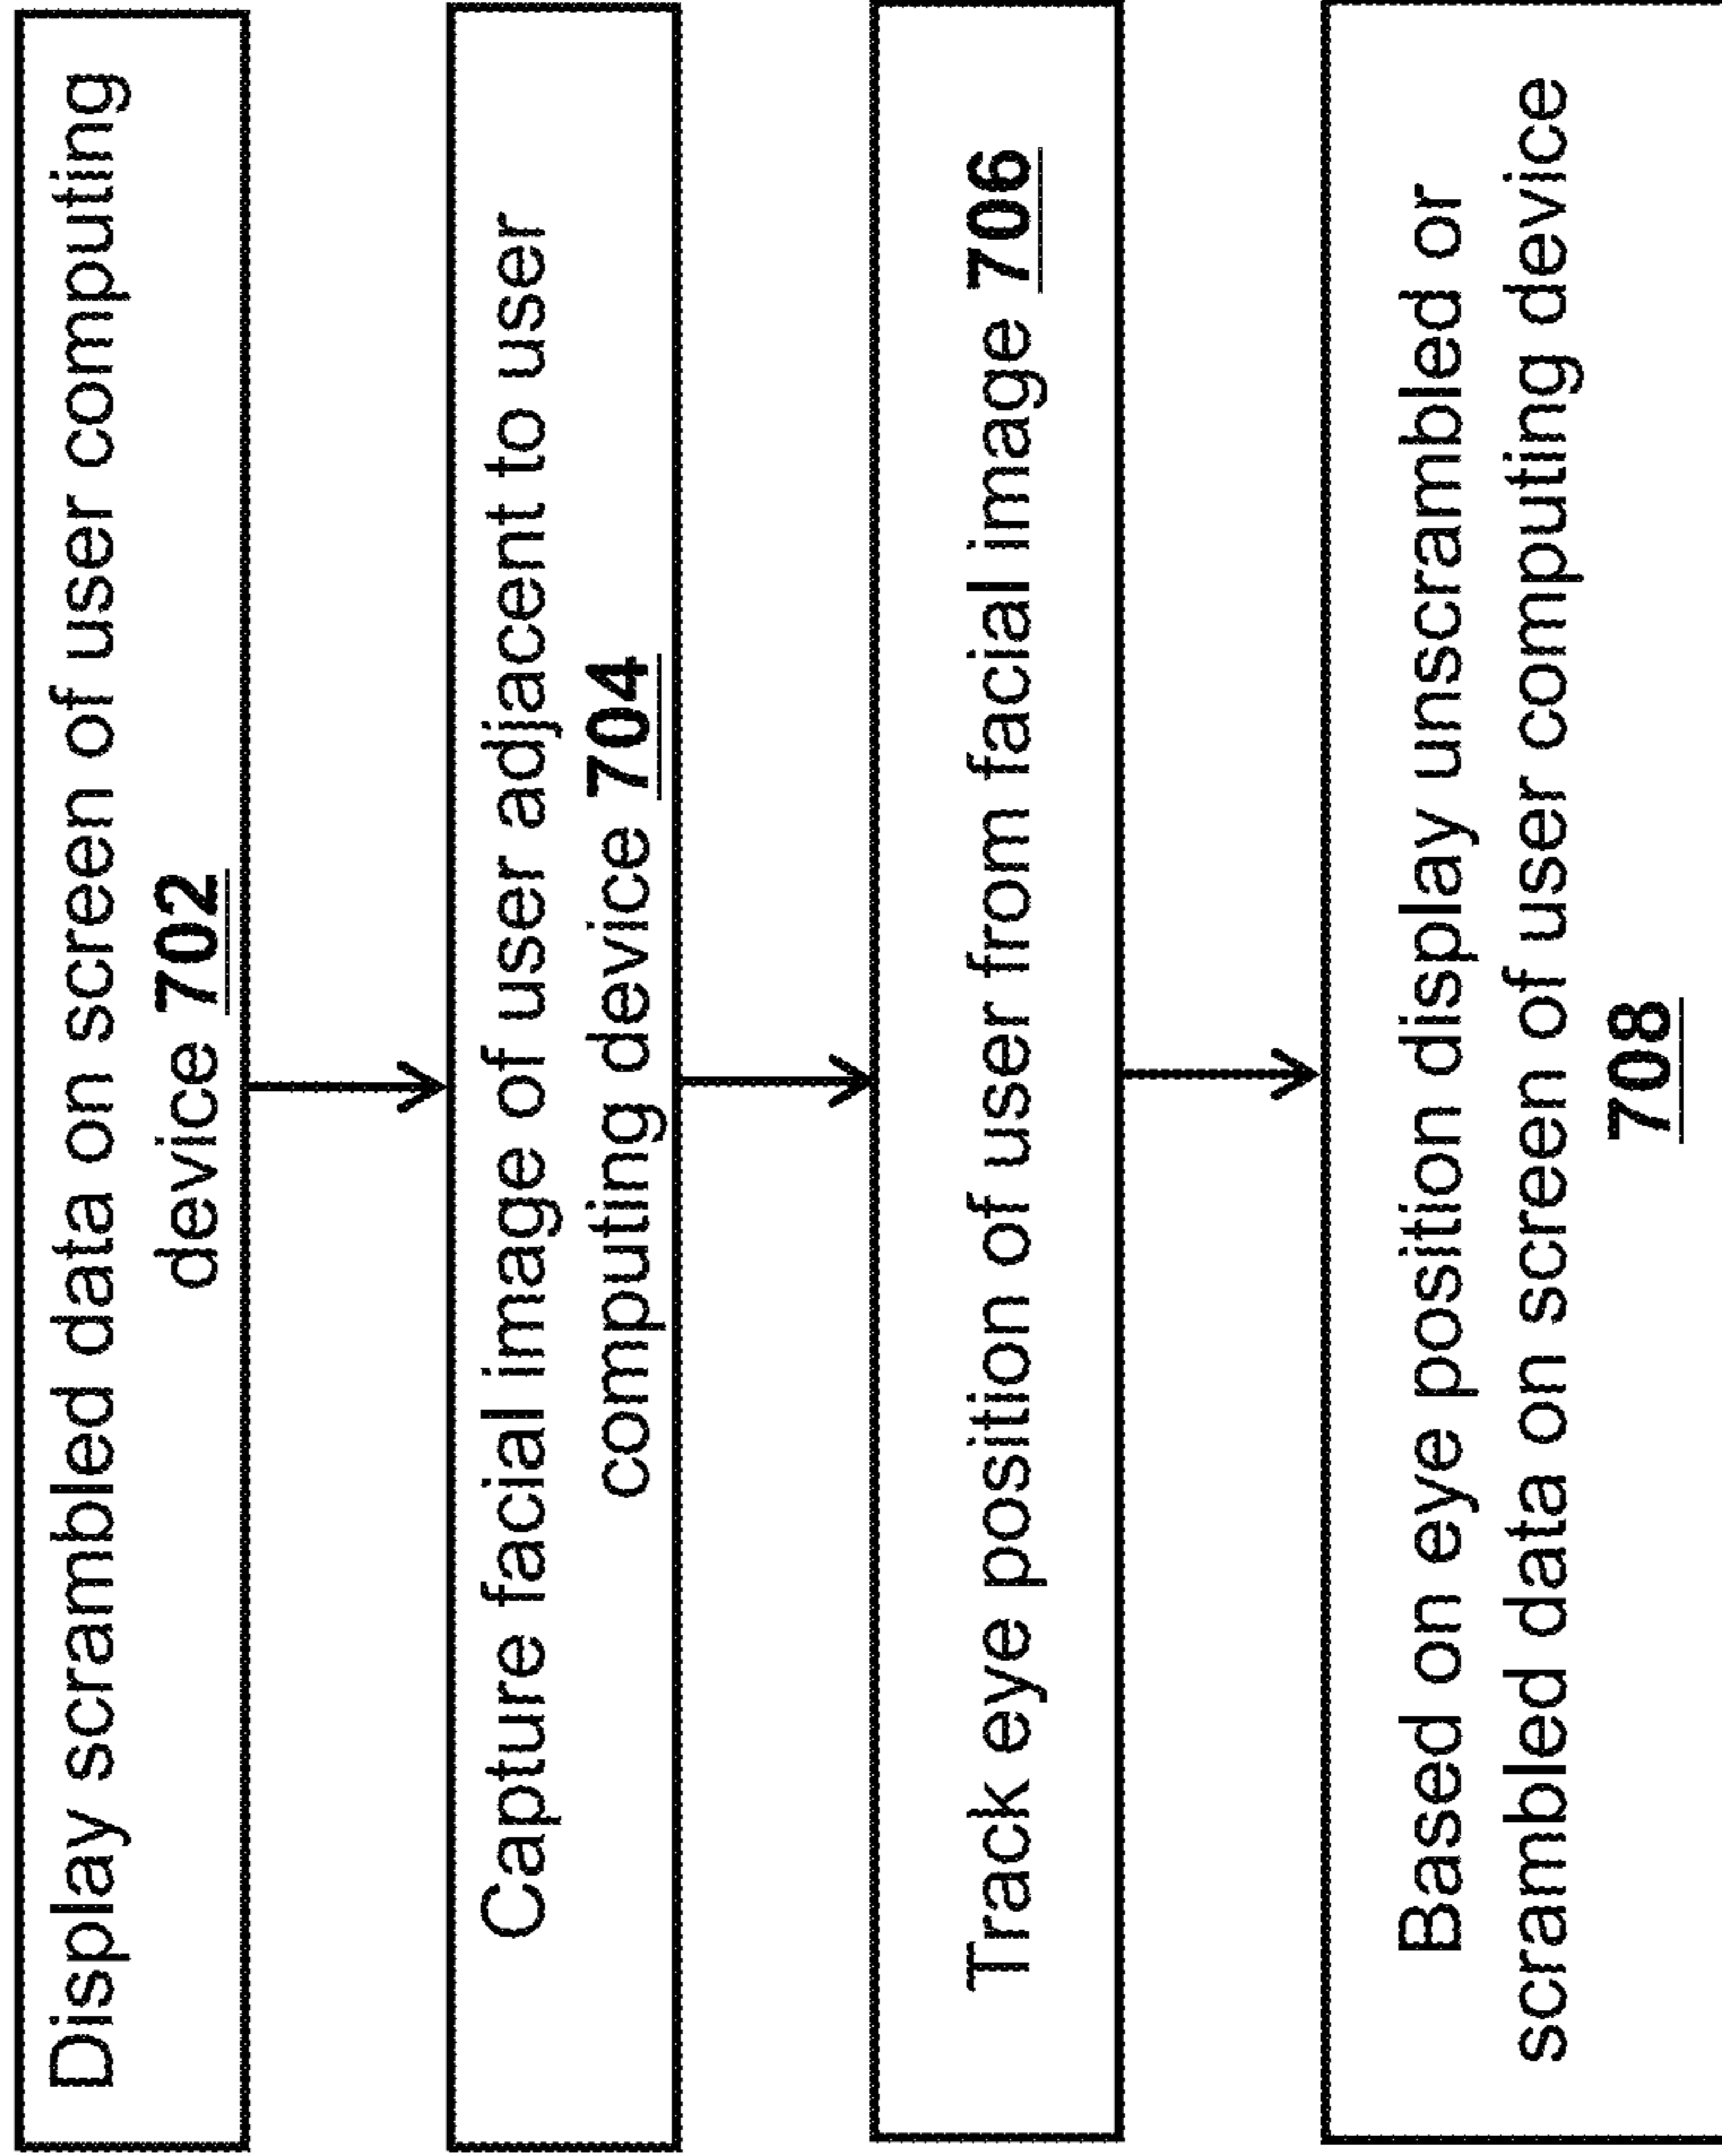 Display scrambled data on screen of user computing
device 702
Capture facial image of user adjacent to user
computing device 704
Track eye position of user from facial image 706
Based on eye position display unscrambled or
scrambled data on screen of user computing device
708